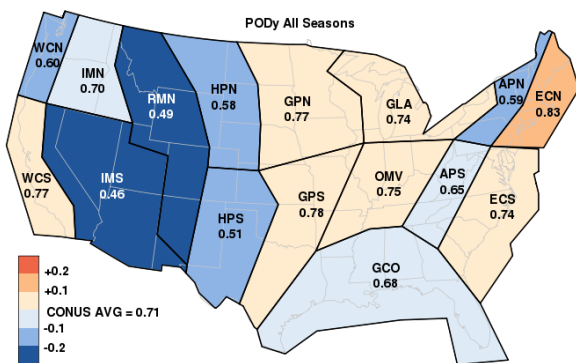 PODy All Seasons
WCN
0.60
IMN
0.70
RMN
0.49
HPN
0.58
GPN
0.77
GLA
0.74
APN
0.59
ECN
0.83
WCS
0.77
IMS
0.46
HPS
0.51
GPS
0.78
OMV
0.75
APS
0.65
ECS
0.74
GCO
0.68
+0.2
+0.1
CONUS AVG = 0.71
-0.1
-0.2